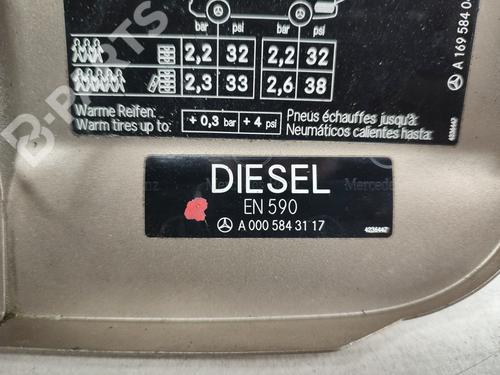 bar psi bar psi
2,2 32 2,2 32
2,3 33 2,6 38
Warme Reifen:
Warm tires up to:
+ 0,3 bar + 4 psi
Pneus échauffés jusqu'à:
Neumáticos calientes hasta:
A 169 584 0
DIESEL
EN 590
A 000 584 31 17
Mercedes
B-PARTS